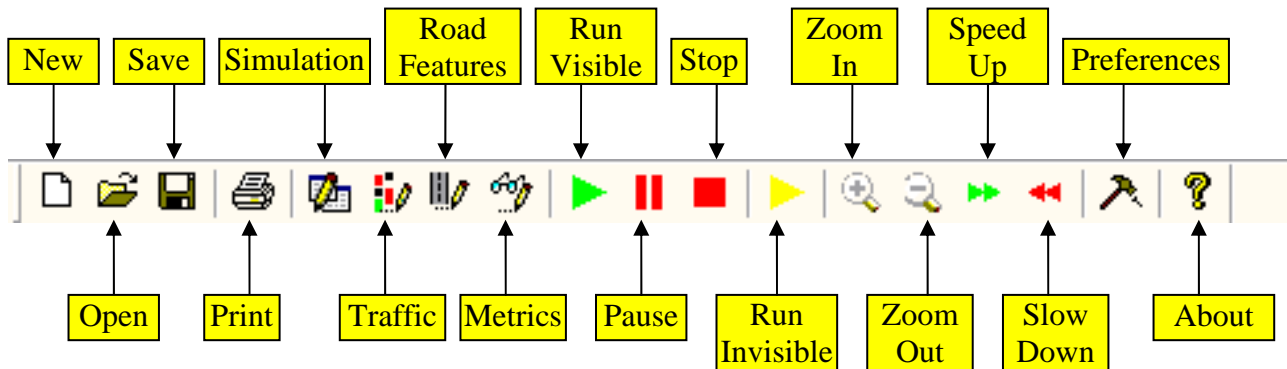 New
Save
Simulation
Road
Features
Run
Visible
Stop
Zoom
In
Speed
Up
Preferences
Open
Print
Traffic
Metrics
Pause
Run
Invisible
Zoom
Out
Slow
Down
About